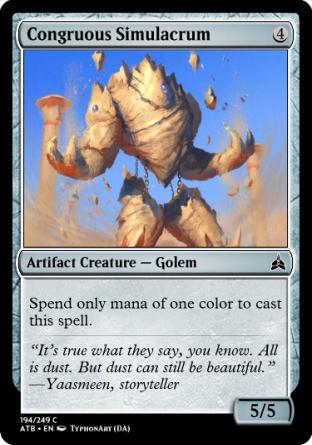 Congruous Simulacrum 4
Artifact Creature — Golem
Spend only mana of one color to cast
this spell.
"It's true what they say, you know. All
is dust. But dust can still be beautiful."
—Yaasmeen, storyteller
5/5
194/249 C
ATB • EN TyphonArt (DA)